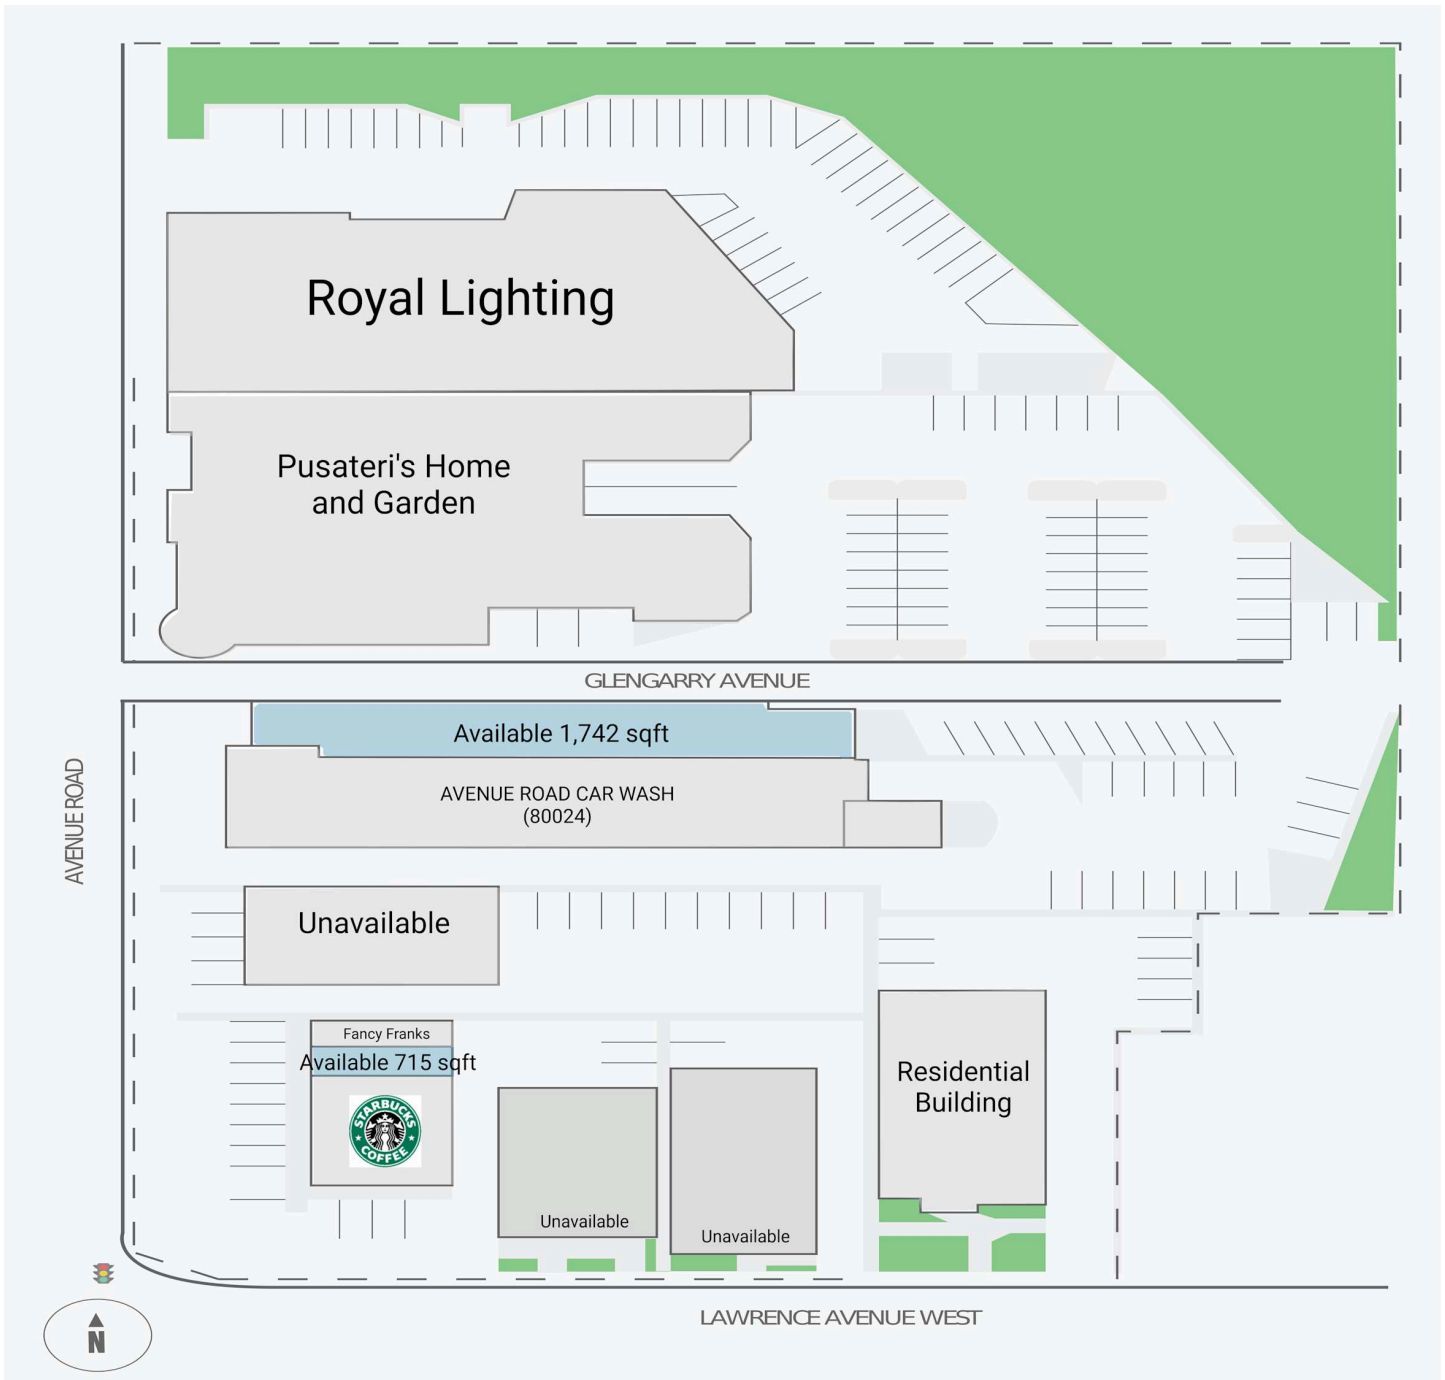 Royal Lighting
Pusateri's Home
and Garden
GLENGARRY AVENUE
Available 1,742 sqft
AVENUE ROAD CAR WASH
(80024)
AVENUE ROAD
Unavailable
Fancy Franks
Available 715 sqft
STARBUCKS
COFFEE
Residential
Building
Unavailable
Unavailable
LAWRENCE AVENUE WEST
N